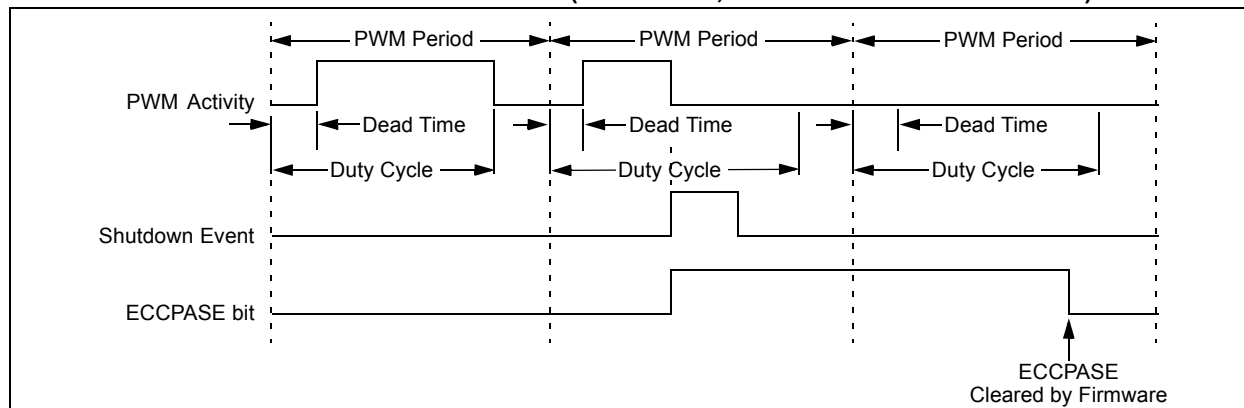 PWM Period PWM Period PWM Period
PWM Activity
Dead Time Dead Time Dead Time
Duty Cycle Duty Cycle Duty Cycle
Shutdown Event
ECCPASE bit
ECCPASE
Cleared by Firmware